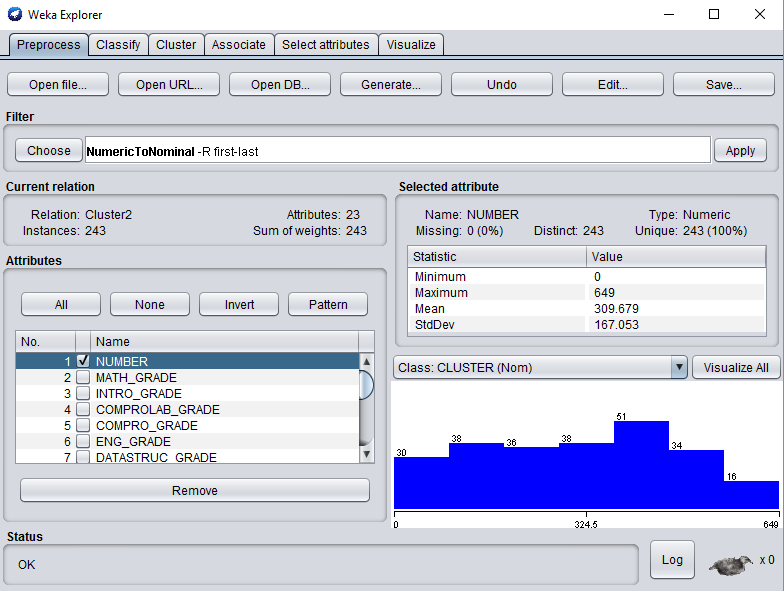 Weka Explorer
Preprocess Classify Cluster Associate Select attributes Visualize
Open file... Open URL... Open DB... Generate... Undo Edit... Save...
Filter
Choose NumericToNominal -R first-last Apply
Current relation
Relation: Cluster2 Attributes: 23
Instances: 243 Sum of weights: 243
Selected attribute
Name: NUMBER Type: Numeric
Missing: 0 (0%) Distinct: 243 Unique: 243 (100%)
Statistic Value
Minimum 0
Maximum 649
Mean 309.679
StdDev 167.053
Attributes
All None Invert Pattern
No. Name
1 NUMBER
2 MATH_GRADE
3 INTRO_GRADE
4 COMPROLAB_GRADE
5 COMPRO_GRADE
6 ENG_GRADE
7 DATASTRUC_GRADE
Remove
Class: CLUSTER (Nom) Visualize All
30 38 36 38 51 34 16
0 324.5 649
Status
OK
Log x 0